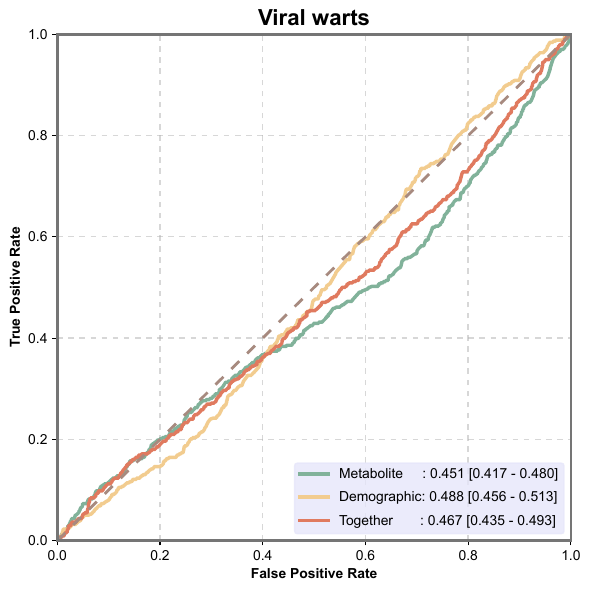 Viral warts
True Positive Rate
1.0
0.8
0.6
0.4
0.2
0.0
Metabolite : 0.451 [0.417 - 0.480]
Demographic: 0.488 [0.456 - 0.513]
Together : 0.467 [0.435 - 0.493]
0.0 0.2 0.4 0.6 0.8 1.0
False Positive Rate